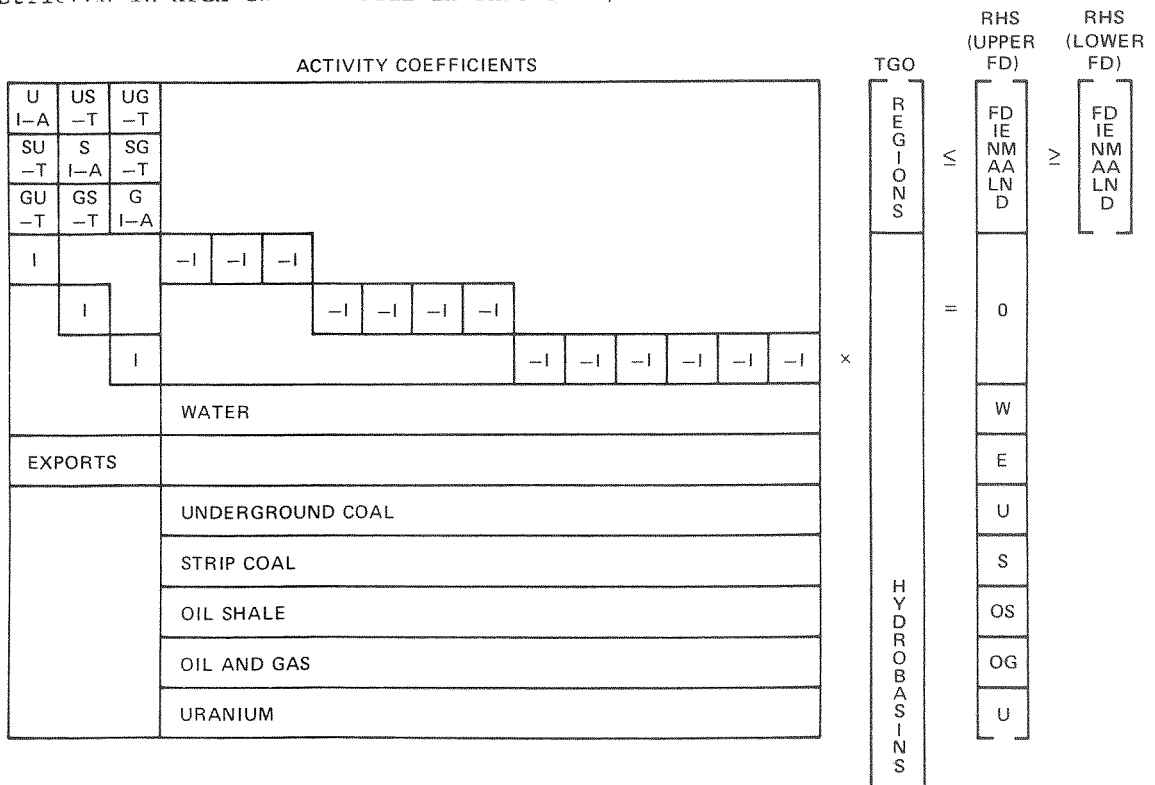 RHS RHS
(UPPER (LOWER
ACTIVITY COEFFICIENTS TGO FD) FD)
U US UG
I–A –T –T
SU S SG
–T I–A –T
GU GS G
–T –T I–A
REGIONS ≤ FD ≥ FD
IE IE
NM NM
AA AA
LN LN
D D
I –I –I –I
I –I –I –I –I = 0
I –I –I –I –I –I –I ×
WATER W
EXPORTS E
UNDERGROUND COAL U
STRIP COAL S
OIL SHALE OS
OIL AND GAS OG
URANIUM U
HYDROBASINS